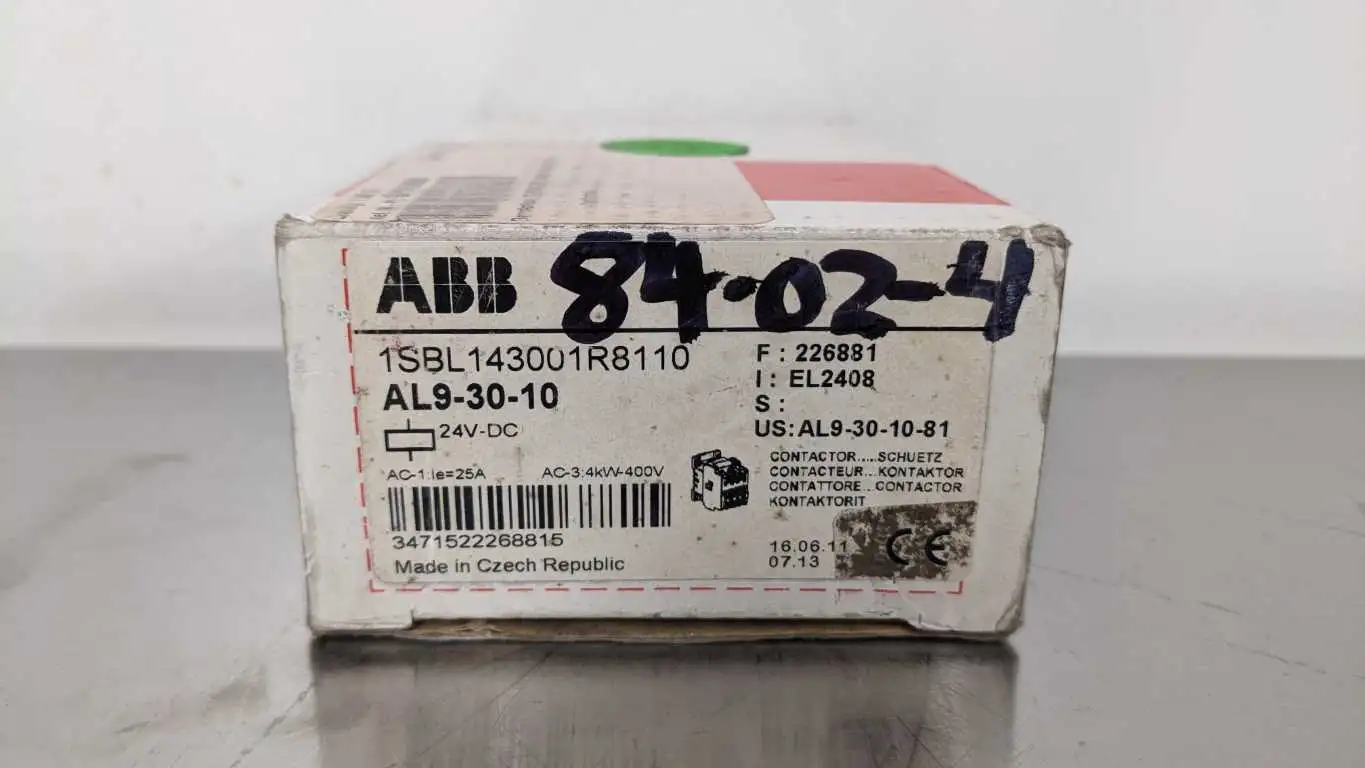 ABB 84-02-4
1SBL143001R8110
AL9-30-10
24V-DC
AC-1:Ie=25A AC-3:4kW-400V
3471522268815
Made in Czech Republic
F : 226881
I : EL2408
S :
US:AL9-30-10-81
CONTACTOR.....SCHUETZ
CONTACTEUR...KONTAKTOR
CONTATTORE...CONTACTOR
KONTAKTORIT
16.06.11
07.13
CE